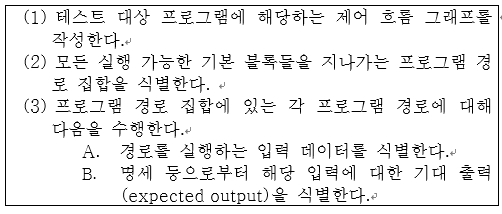 (1) 테스트 대상 프로그램에 해당하는 제어 흐름 그래프를
작성한다.
(2) 모든 실행 가능한 기본 블록들을 지나가는 프로그램 경
로 집합을 식별한다.
(3) 프로그램 경로 집합에 있는 각 프로그램 경로에 대해
다음을 수행한다.
A. 경로를 실행하는 입력 데이터를 식별한다.
B. 명세 등으로부터 해당 입력에 대한 기대 출력
(expected output)을 식별한다.